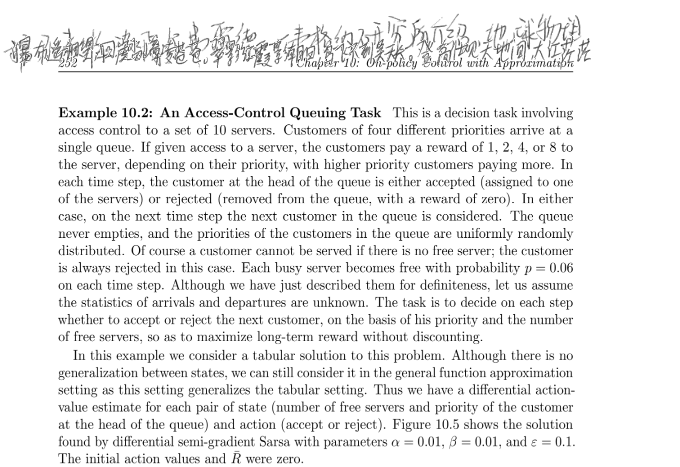 252 Chapter 10: On-policy Control with Approximation
Example 10.2: An Access-Control Queuing Task This is a decision task involving
access control to a set of 10 servers. Customers of four different priorities arrive at a
single queue. If given access to a server, the customers pay a reward of 1, 2, 4, or 8 to
the server, depending on their priority, with higher priority customers paying more. In
each time step, the customer at the head of the queue is either accepted (assigned to one
of the servers) or rejected (removed from the queue, with a reward of zero). In either
case, on the next time step the next customer in the queue is considered. The queue
never empties, and the priorities of the customers in the queue are uniformly randomly
distributed. Of course a customer cannot be served if there is no free server; the customer
is always rejected in this case. Each busy server becomes free with probability p = 0.06
on each time step. Although we have just described them for definiteness, let us assume
the statistics of arrivals and departures are unknown. The task is to decide on each step
whether to accept or reject the next customer, on the basis of his priority and the number
of free servers, so as to maximize long-term reward without discounting.
In this example we consider a tabular solution to this problem. Although there is no
generalization between states, we can still consider it in the general function approximation
setting as this setting generalizes the tabular setting. Thus we have a differential action-
value estimate for each pair of state (number of free servers and priority of the customer
at the head of the queue) and action (accept or reject). Figure 10.5 shows the solution
found by differential semi-gradient Sarsa with parameters α = 0.01, β = 0.01, and ε = 0.1.
The initial action values and R̄ were zero.